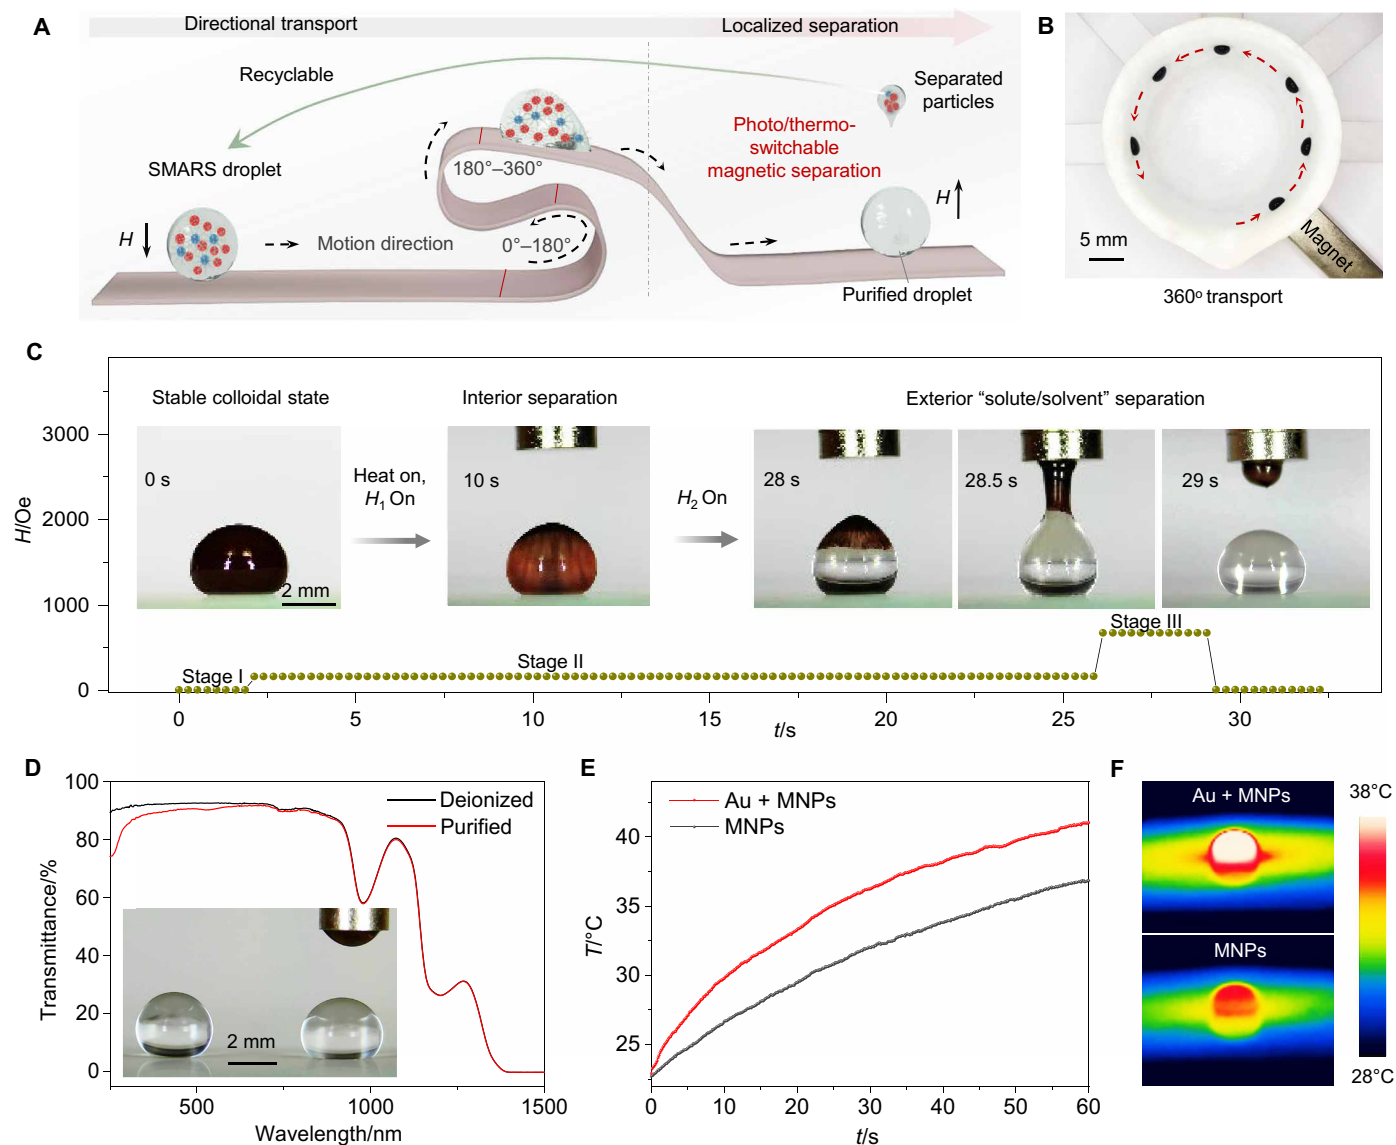 A
Directional transport
Localized separation
Recyclable
Separated
particles
SMARS droplet
180°–360°
Photo/thermo-
switchable
magnetic separation
H
Motion direction
0°–180°
H
Purified droplet
B
5 mm
Magnet
360° transport
C
Stable colloidal state
Interior separation
Exterior “solute/solvent” separation
3000
2000
1000
0
H/Oe
0 s
2 mm
Heat on,
H1 On
10 s
H2 On
28 s
28.5 s
29 s
Stage I
Stage II
Stage III
0
5
10
15
20
25
30
t/s
D
100
80
60
40
20
0
Transmittance/%
Deionized
Purified
2 mm
500
1000
1500
Wavelength/nm
E
Au + MNPs
MNPs
40
35
30
25
T/°C
0
10
20
30
40
50
60
t/s
F
Au + MNPs
MNPs
38°C
28°C